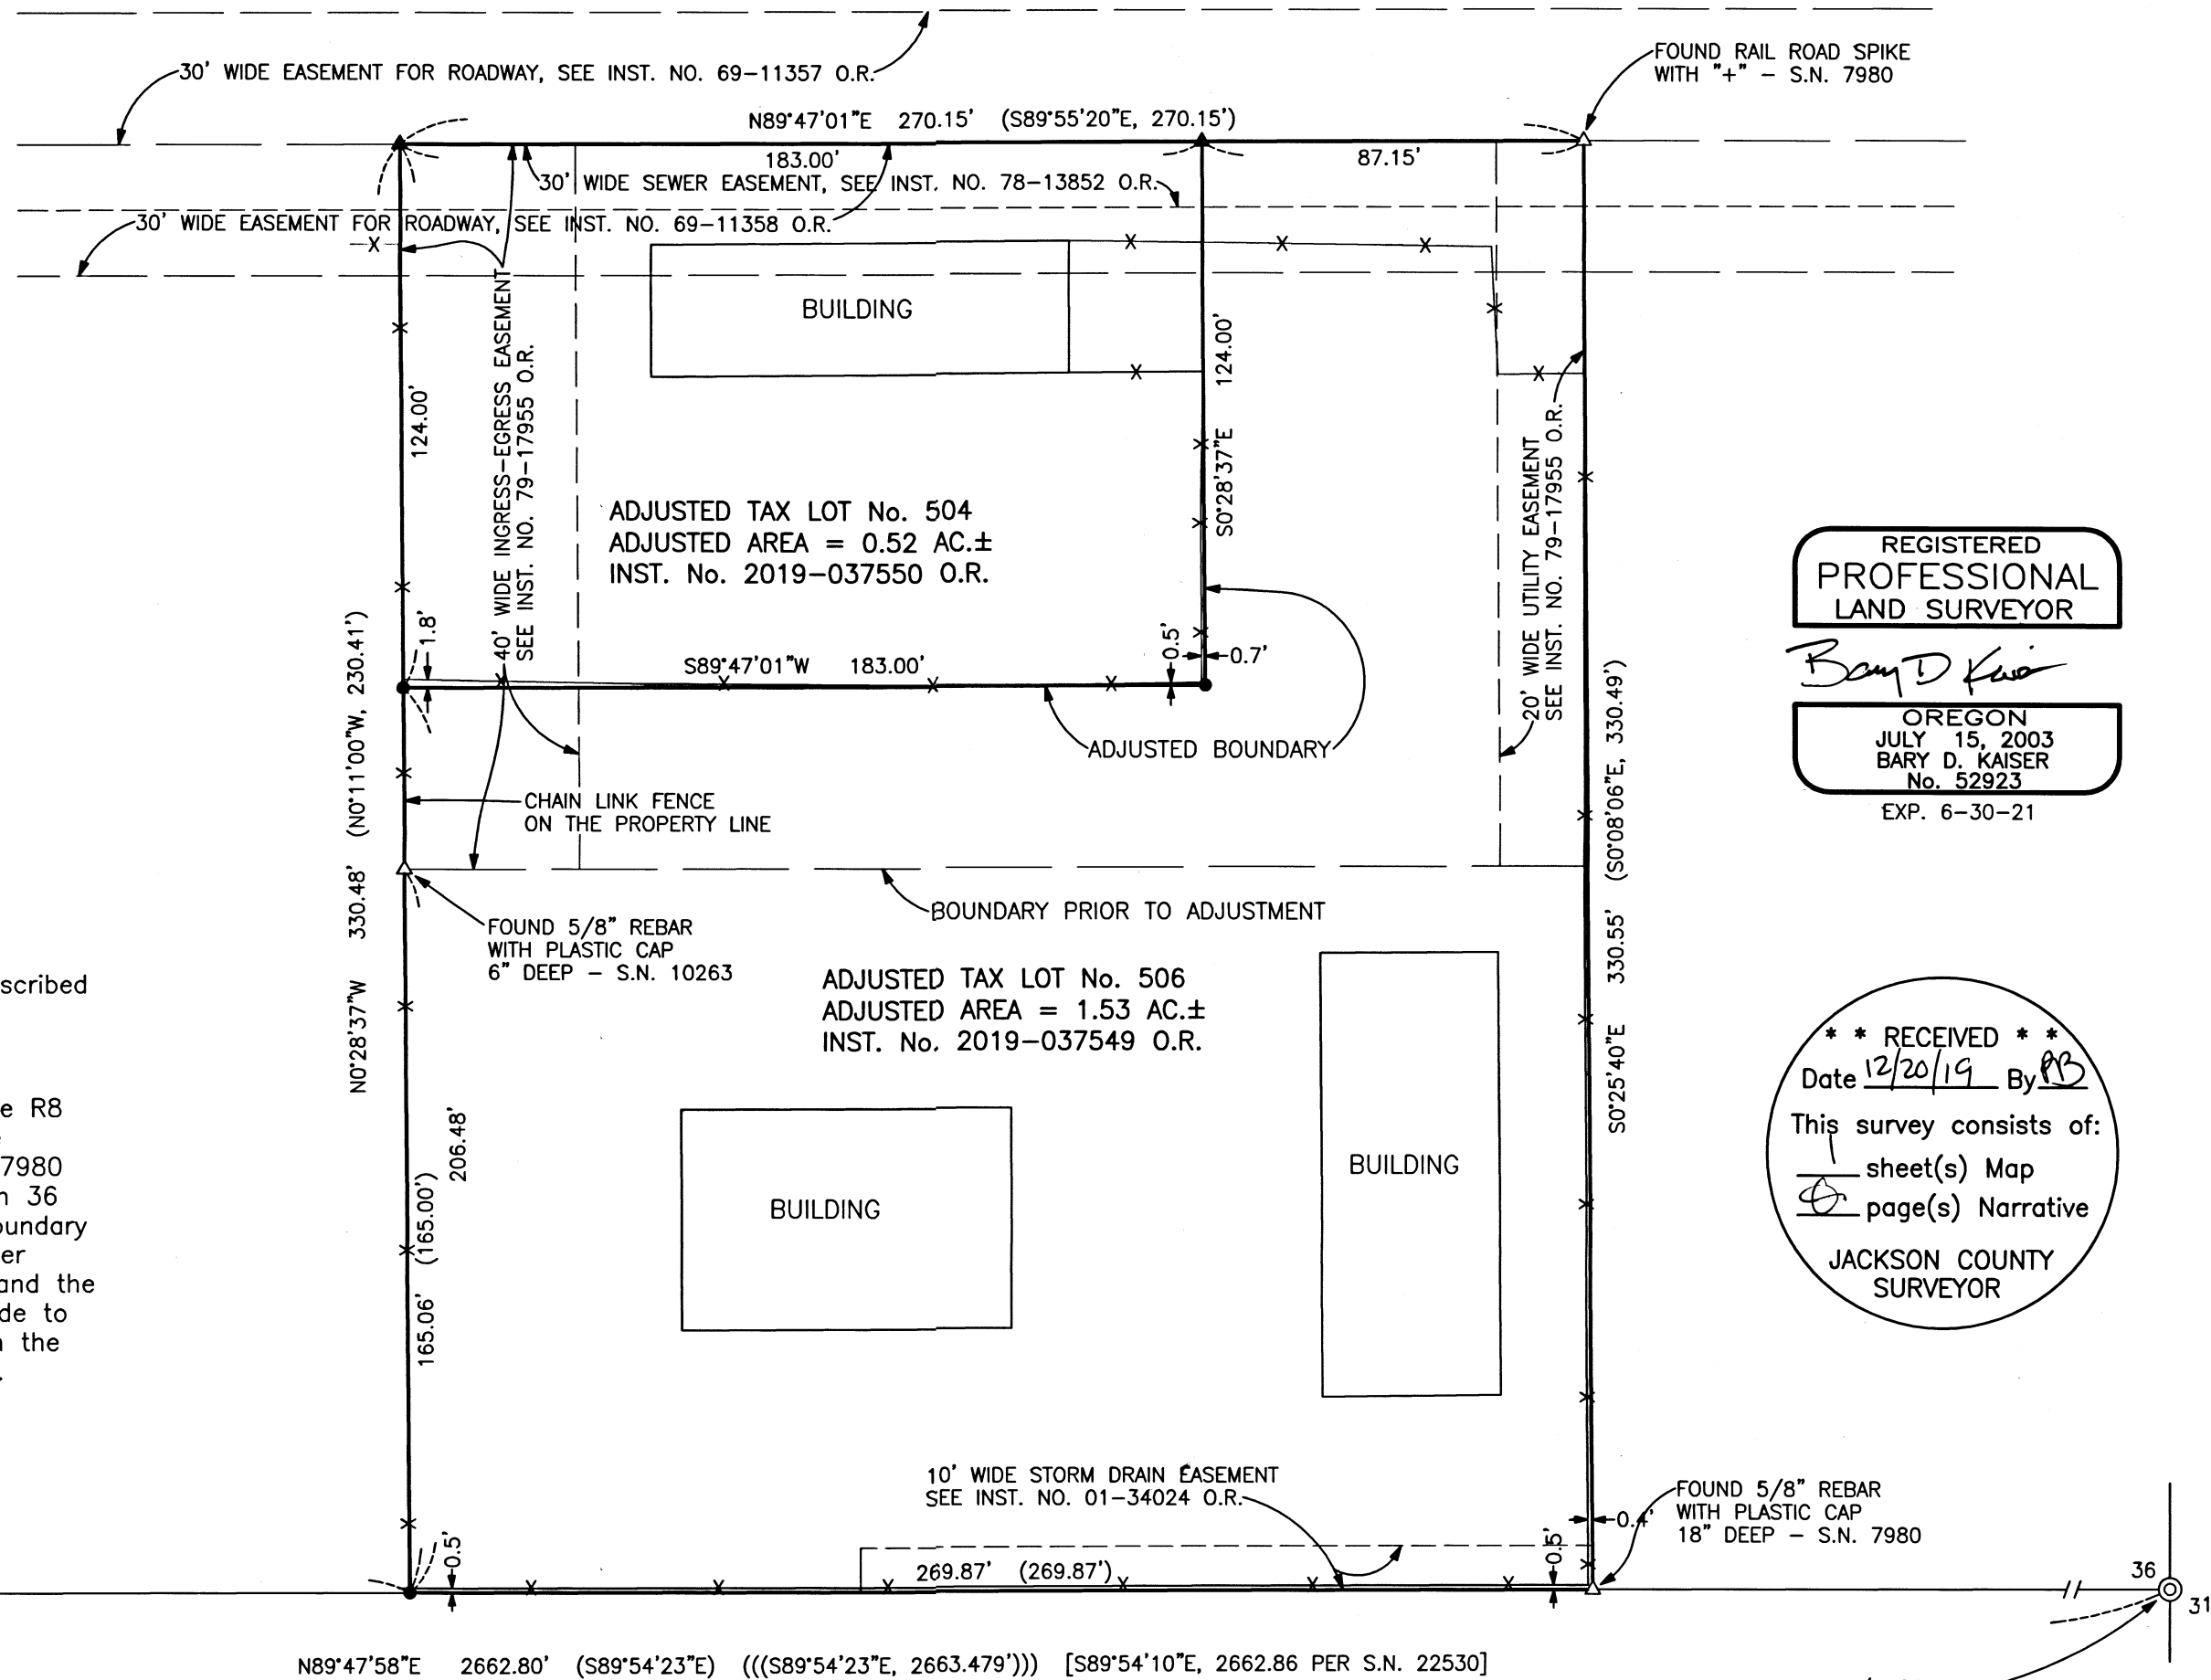 30' WIDE EASEMENT FOR ROADWAY, SEE INST. NO. 69-11357 O.R.
FOUND RAIL ROAD SPIKE
WITH "+" - S.N. 7980
N89°47'01"E 270.15' (S89°55'20"E, 270.15')
183.00'
87.15'
30' WIDE SEWER EASEMENT, SEE INST. NO. 78-13852 O.R.
30' WIDE EASEMENT FOR ROADWAY, SEE INST. NO. 69-11358 O.R.
BUILDING
124.00'
40' WIDE INGRESS-EGRESS EASEMENT
SEE INST. NO. 79-17955 O.R.
S0°28'37"E 124.00'
20' WIDE UTILITY EASEMENT
SEE INST. NO. 79-17955 O.R.
ADJUSTED TAX LOT No. 504
ADJUSTED AREA = 0.52 AC.±
INST. No. 2019-037550 O.R.
REGISTERED
PROFESSIONAL
LAND SURVEYOR
Bary D Kaiser
OREGON
JULY 15, 2003
BARY D. KAISER
No. 52923
EXP. 6-30-21
1.8'
S89°47'01"W 183.00'
0.5'
0.7'
ADJUSTED BOUNDARY
CHAIN LINK FENCE
ON THE PROPERTY LINE
N0°28'37"W 330.48' (N0°11'00"W, 230.41')
S0°25'40"E 330.55' (S0°08'06"E, 330.49')
BOUNDARY PRIOR TO ADJUSTMENT
FOUND 5/8" REBAR
WITH PLASTIC CAP
6" DEEP - S.N. 10263
ADJUSTED TAX LOT No. 506
ADJUSTED AREA = 1.53 AC.±
INST. No. 2019-037549 O.R.
scribed
e R8
7980
n 36
oundary
er
and the
de to
n the
* * RECEIVED * *
Date 12/20/19 By PB
This survey consists of:
1 sheet(s) Map
0 page(s) Narrative
JACKSON COUNTY
SURVEYOR
206.48'
165.06' (165.00')
BUILDING
BUILDING
10' WIDE STORM DRAIN EASEMENT
SEE INST. NO. 01-34024 O.R.
FOUND 5/8" REBAR
WITH PLASTIC CAP
18" DEEP - S.N. 7980
0.4'
0.5'
0.5'
269.87' (269.87')
36
31
N89°47'58"E 2662.80' (S89°54'23"E) (((S89°54'23"E, 2663.479'))) [S89°54'10"E, 2662.86 PER S.N. 22530]